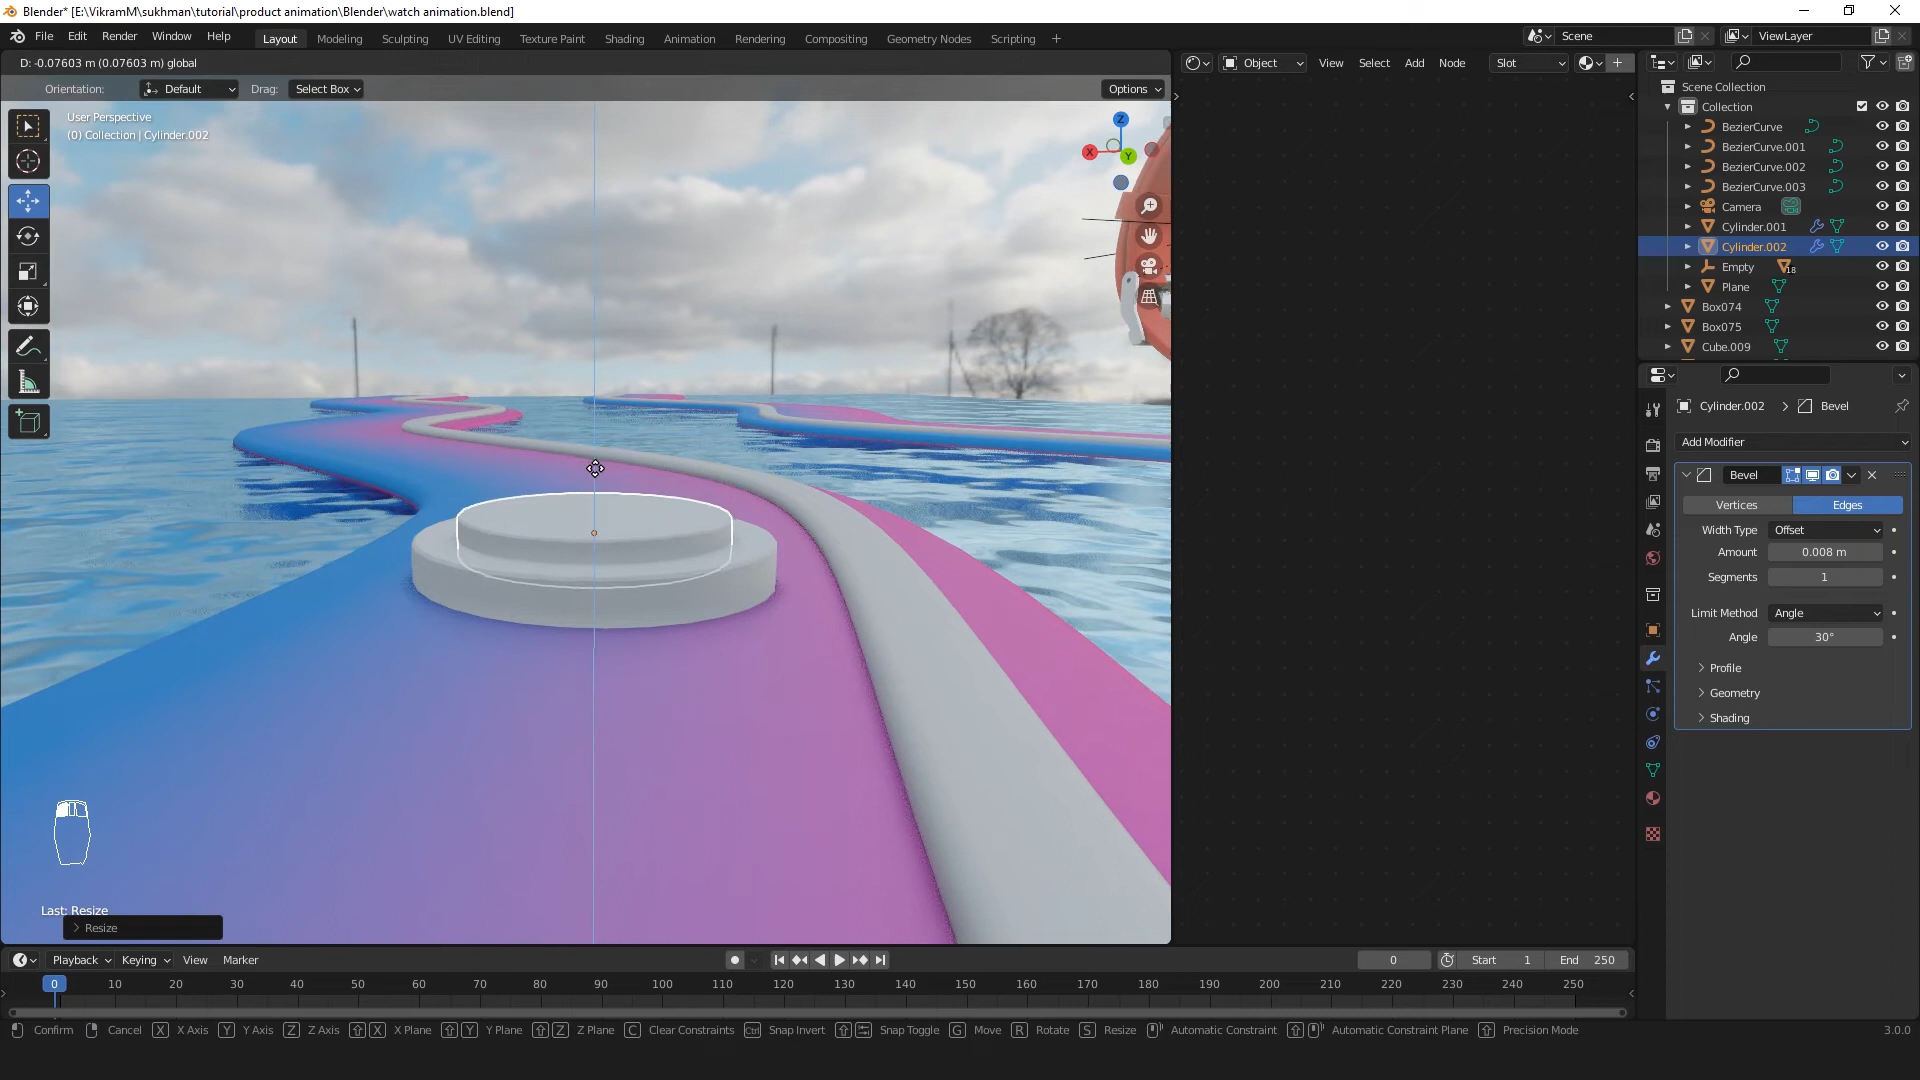 Blender* [E:\VikramM\sukhman\tutorial\product animation\Blender\watch animation.blend]
File Edit Render Window Help Layout Modeling Sculpting UV Editing Texture Paint Shading Animation Rendering Compositing Geometry Nodes Scripting Scene ViewLayer
D: -0.07603 m (0.07603 m) global
Object View Select Add Node Slot
Orientation: Default Drag: Select Box Options
User Perspective
(0) Collection | Cylinder.002
Z
X
Y
Last: Resize
Resize
Scene Collection
Collection
BezierCurve
BezierCurve.001
BezierCurve.002
BezierCurve.003
Camera
Cylinder.001
Cylinder.002
Empty 18
Plane
Box074
Box075
Cube.009
Cylinder.002 Bevel
Add Modifier
Bevel
Vertices Edges
Width Type Offset
Amount 0.008 m
Segments 1
Limit Method Angle
Angle 30°
Profile
Geometry
Shading
Playback Keying View Marker 0 Start 1 End 250
0 10 20 30 40 50 60 70 80 90 100 110 120 130 140 150 160 170 180 190 200 210 220 230 240 250
Confirm Cancel X X Axis Y Y Axis Z Z Axis X X Plane Y Y Plane Z Z Plane C Clear Constraints Ctrl Snap Invert Snap Toggle G Move R Rotate S Resize Automatic Constraint Automatic Constraint Plane Precision Mode 3.0.0